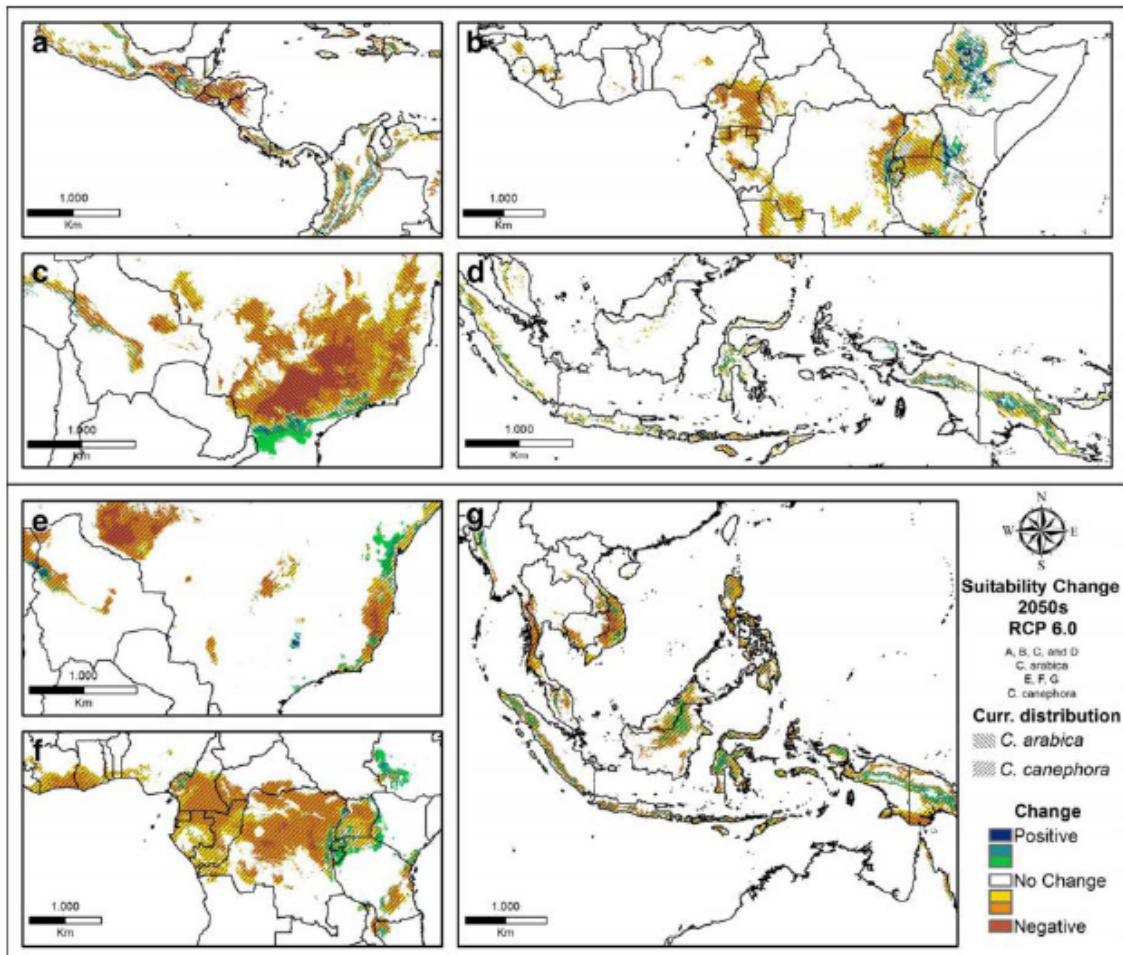 a
1.000
Km
b
1.000
Km
c
1.000
Km
d
1.000
Km
e
1.000
Km
f
1.000
Km
g
1.000
Km
N
W E
S
Suitability Change
2050s
RCP 6.0
A, B, C, and D
C. arabica
E, F, G
C. canephora
Curr. distribution
C. arabica
C. canephora
Change
Positive
No Change
Negative